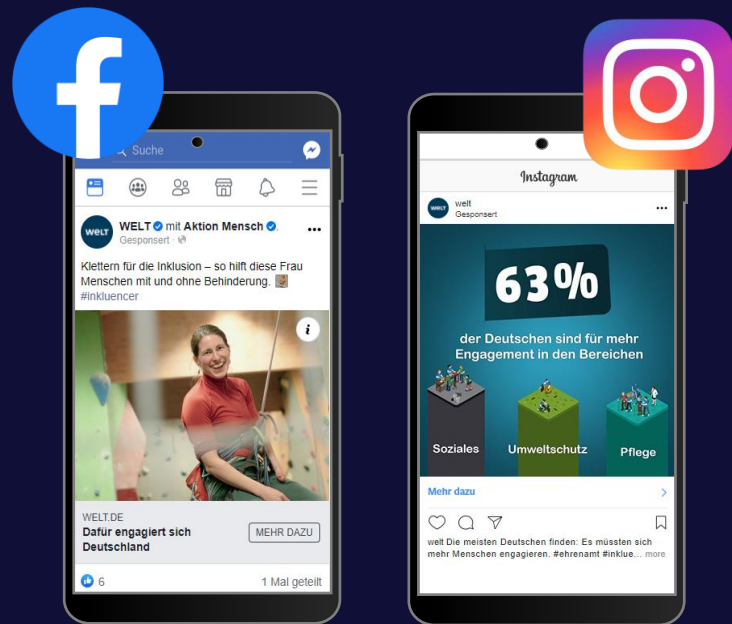 Suche
WELT mit Aktion Mensch.
Gesponsert ·
Klettern für die Inklusion – so hilft diese Frau
Menschen mit und ohne Behinderung.
#inkluencer
i
WELT.DE
Dafür engagiert sich
Deutschland
MEHR DAZU
6
1 Mal geteilt
Instagram
welt
Gesponsert
63%
der Deutschen sind für mehr
Engagement in den Bereichen
Soziales
Umweltschutz
Pflege
Mehr dazu
welt Die meisten Deutschen finden: Es müssten sich
mehr Menschen engagieren. #ehrenamt #inklue... more